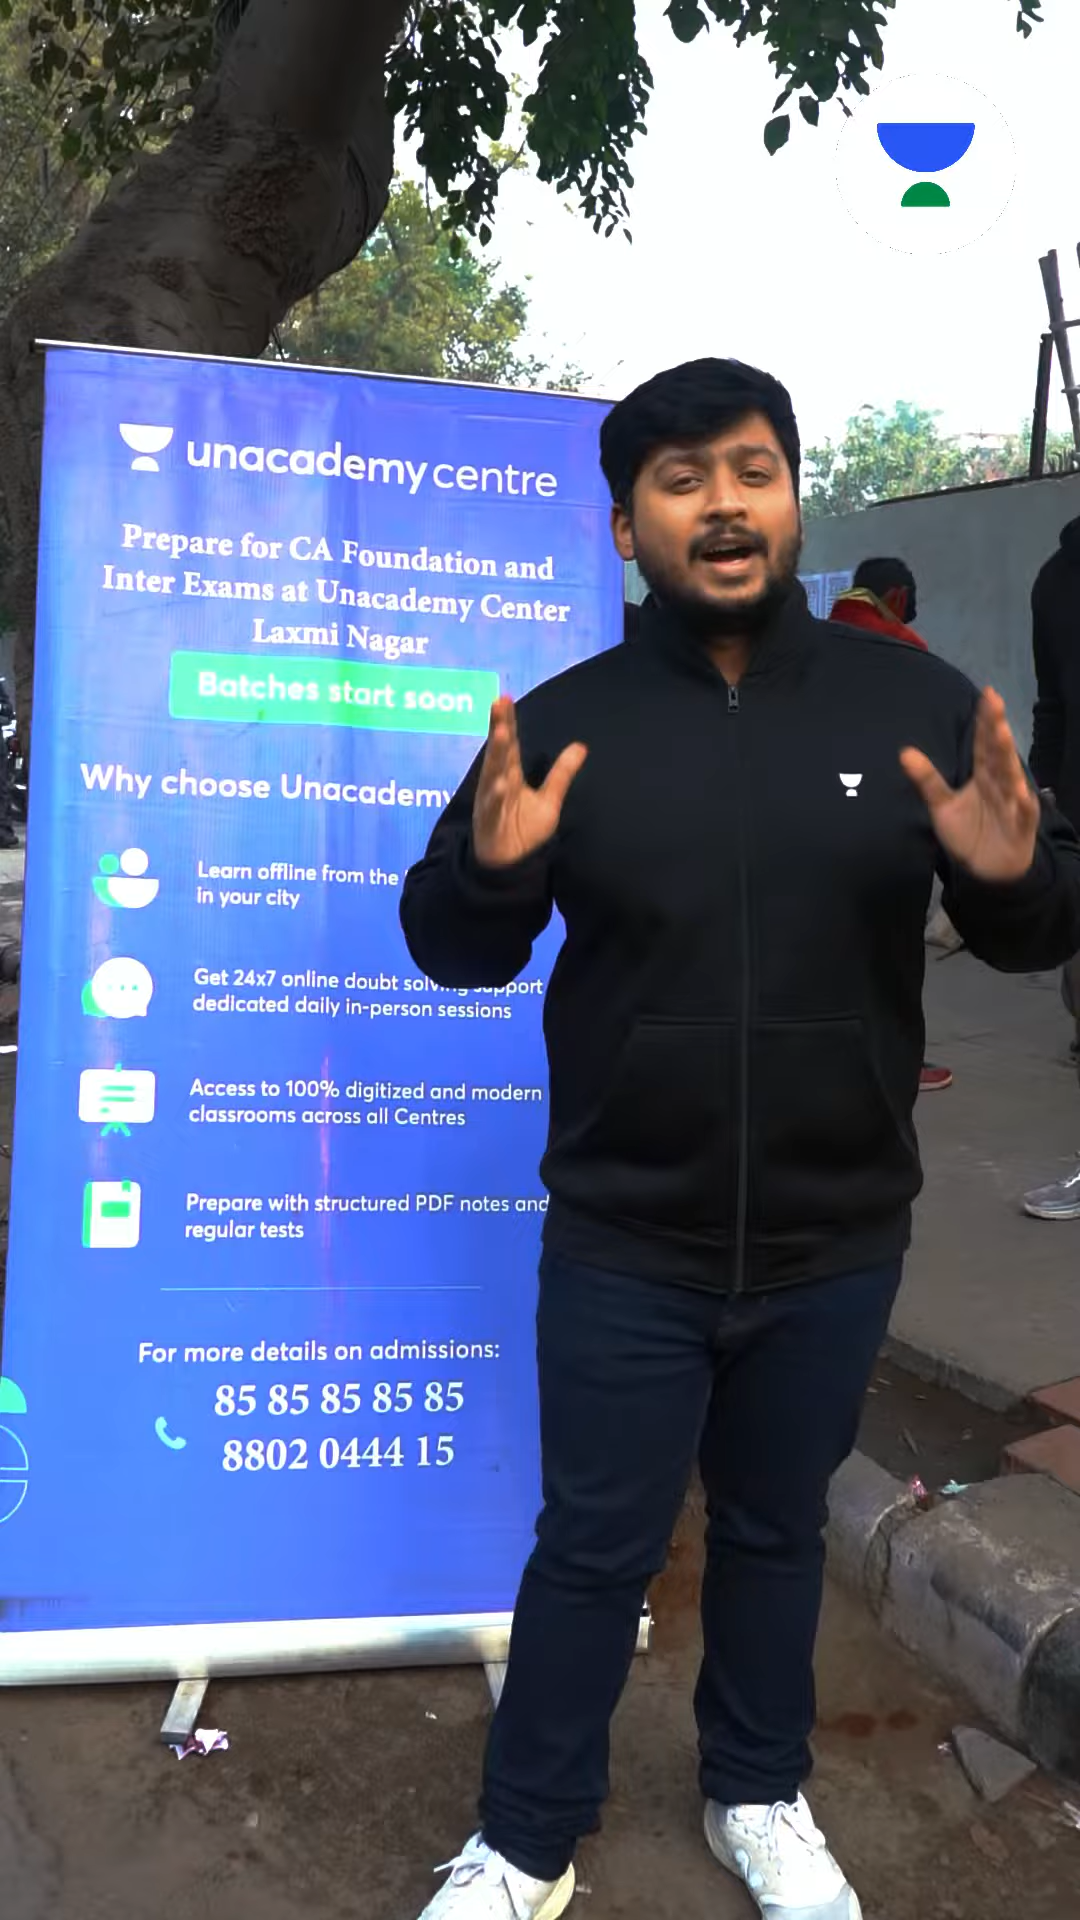 unacademy centre
Prepare for CA Foundation and
Inter Exams at Unacademy Center
Laxmi Nagar
Batches start soon
Why choose Unacademy
Learn offline from the
in your city
Get 24x7 online doubt solving support
dedicated daily in-person sessions
Access to 100% digitized and modern
classrooms across all Centres
Prepare with structured PDF notes and
regular tests
For more details on admissions:
85 85 85 85 85
8802 0444 15